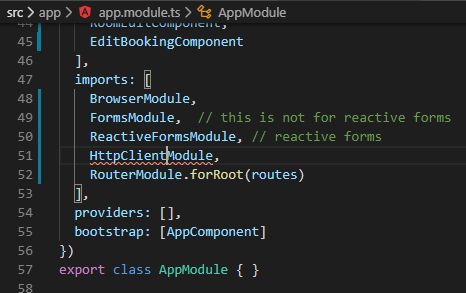 src > app > app.module.ts > AppModule
44 RoomEditComponent,
45 EditBookingComponent
46 ],
47 imports: [
48 BrowserModule,
49 FormsModule, // this is not for reactive forms
50 ReactiveFormsModule, // reactive forms
51 HttpClientModule,
52 RouterModule.forRoot(routes)
53 ],
54 providers: [],
55 bootstrap: [AppComponent]
56 })
57 export class AppModule { }
58